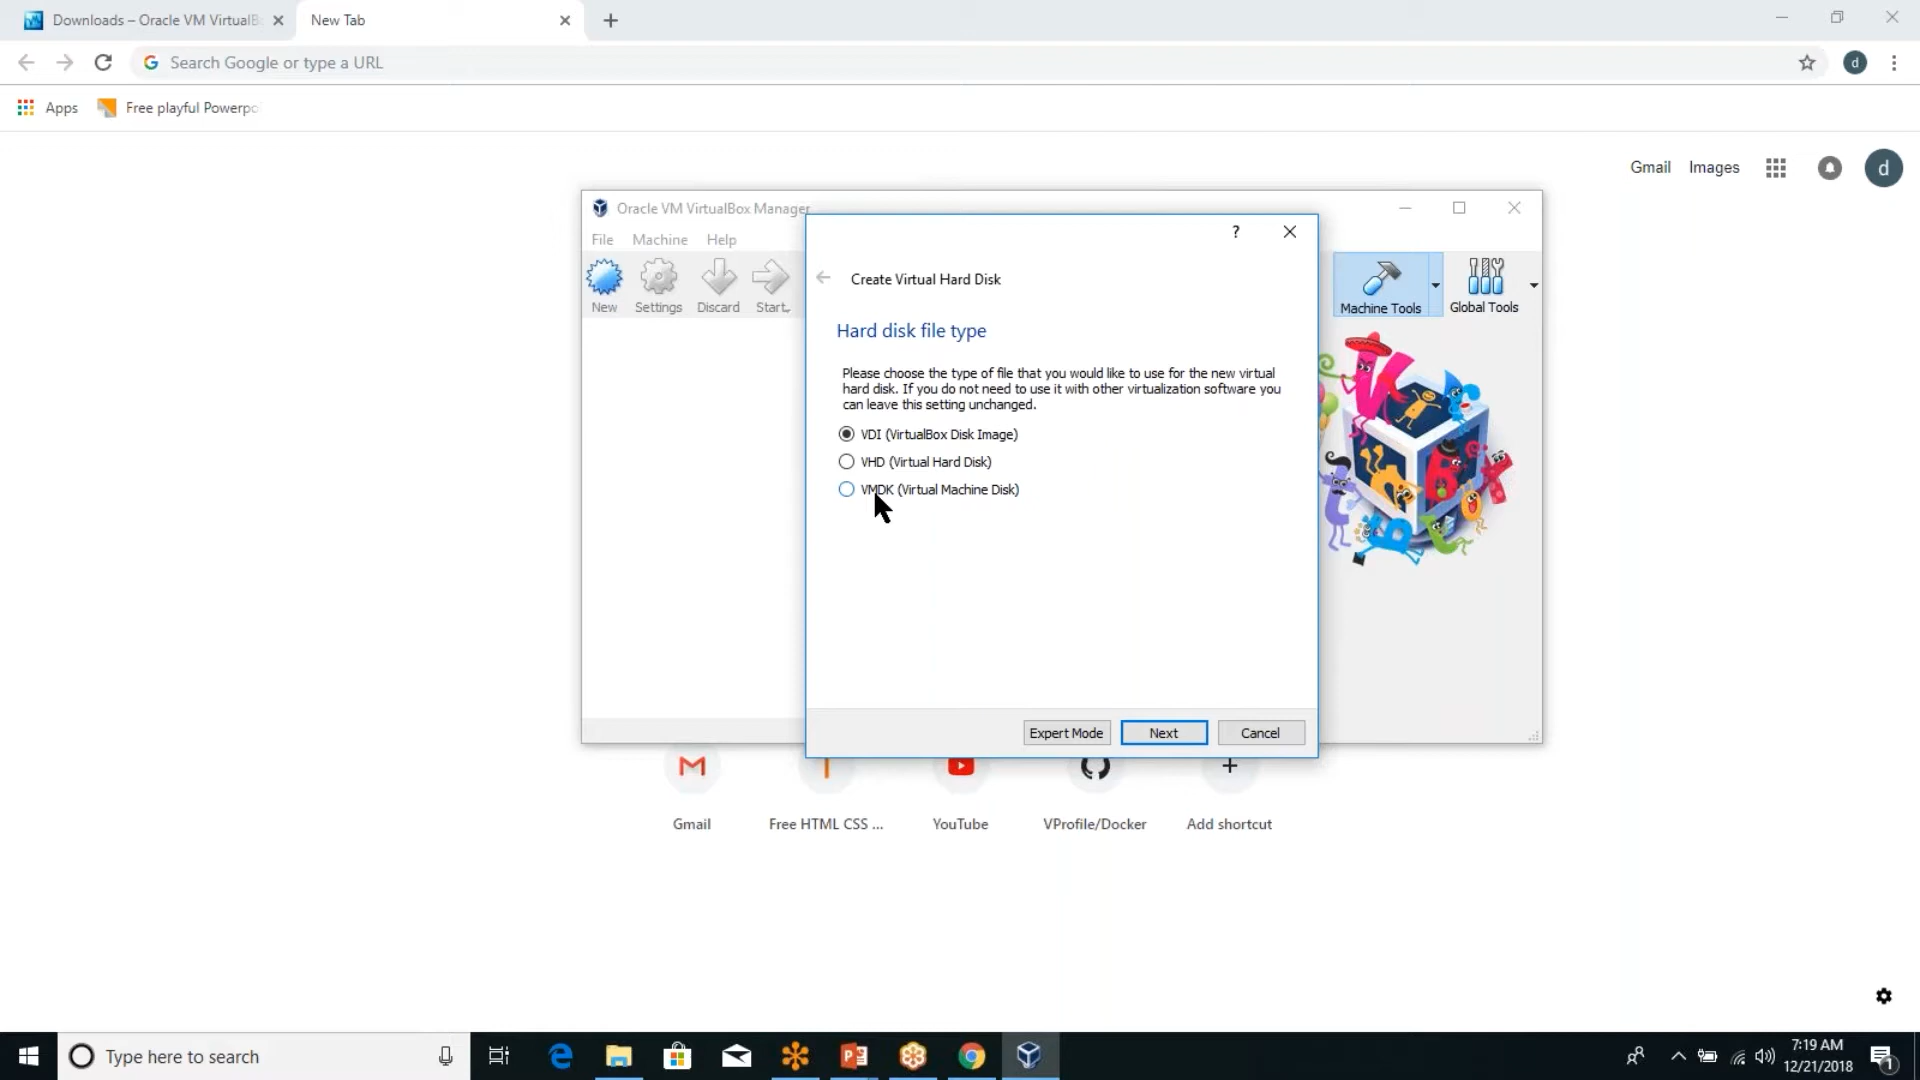 Downloads – Oracle VM VirtualB
New Tab
Search Google or type a URL
d
Apps
Free playful Powerpo
Gmail
Images
d
Oracle VM VirtualBox Manager
File
Machine
Help
New
Settings
Discard
Start
Machine Tools
Global Tools
?
Create Virtual Hard Disk
Hard disk file type
Please choose the type of file that you would like to use for the new virtual
hard disk. If you do not need to use it with other virtualization software you
can leave this setting unchanged.
VDI (VirtualBox Disk Image)
VHD (Virtual Hard Disk)
VMDK (Virtual Machine Disk)
Expert Mode
Next
Cancel
Gmail
Free HTML CSS ...
YouTube
VProfile/Docker
Add shortcut
Type here to search
7:19 AM
12/21/2018
1